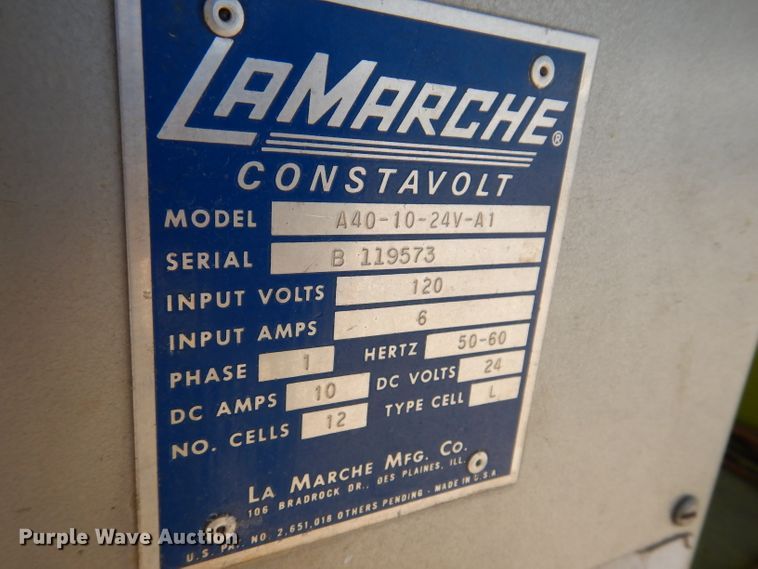 LAMARCHE®
CONSTAVOLT
MODEL A40-10-24V-A1
SERIAL B 119573
INPUT VOLTS 120
INPUT AMPS 6
PHASE 1 HERTZ 50-60
DC AMPS 10 DC VOLTS 24
NO. CELLS 12 TYPE CELL L
LA MARCHE MFG. CO.
106 BRADROCK DR., DES PLAINES, ILL.
U.S. PAT. NO. 2,651,018 OTHERS PENDING - MADE IN U.S.A.
Purple Wave Auction